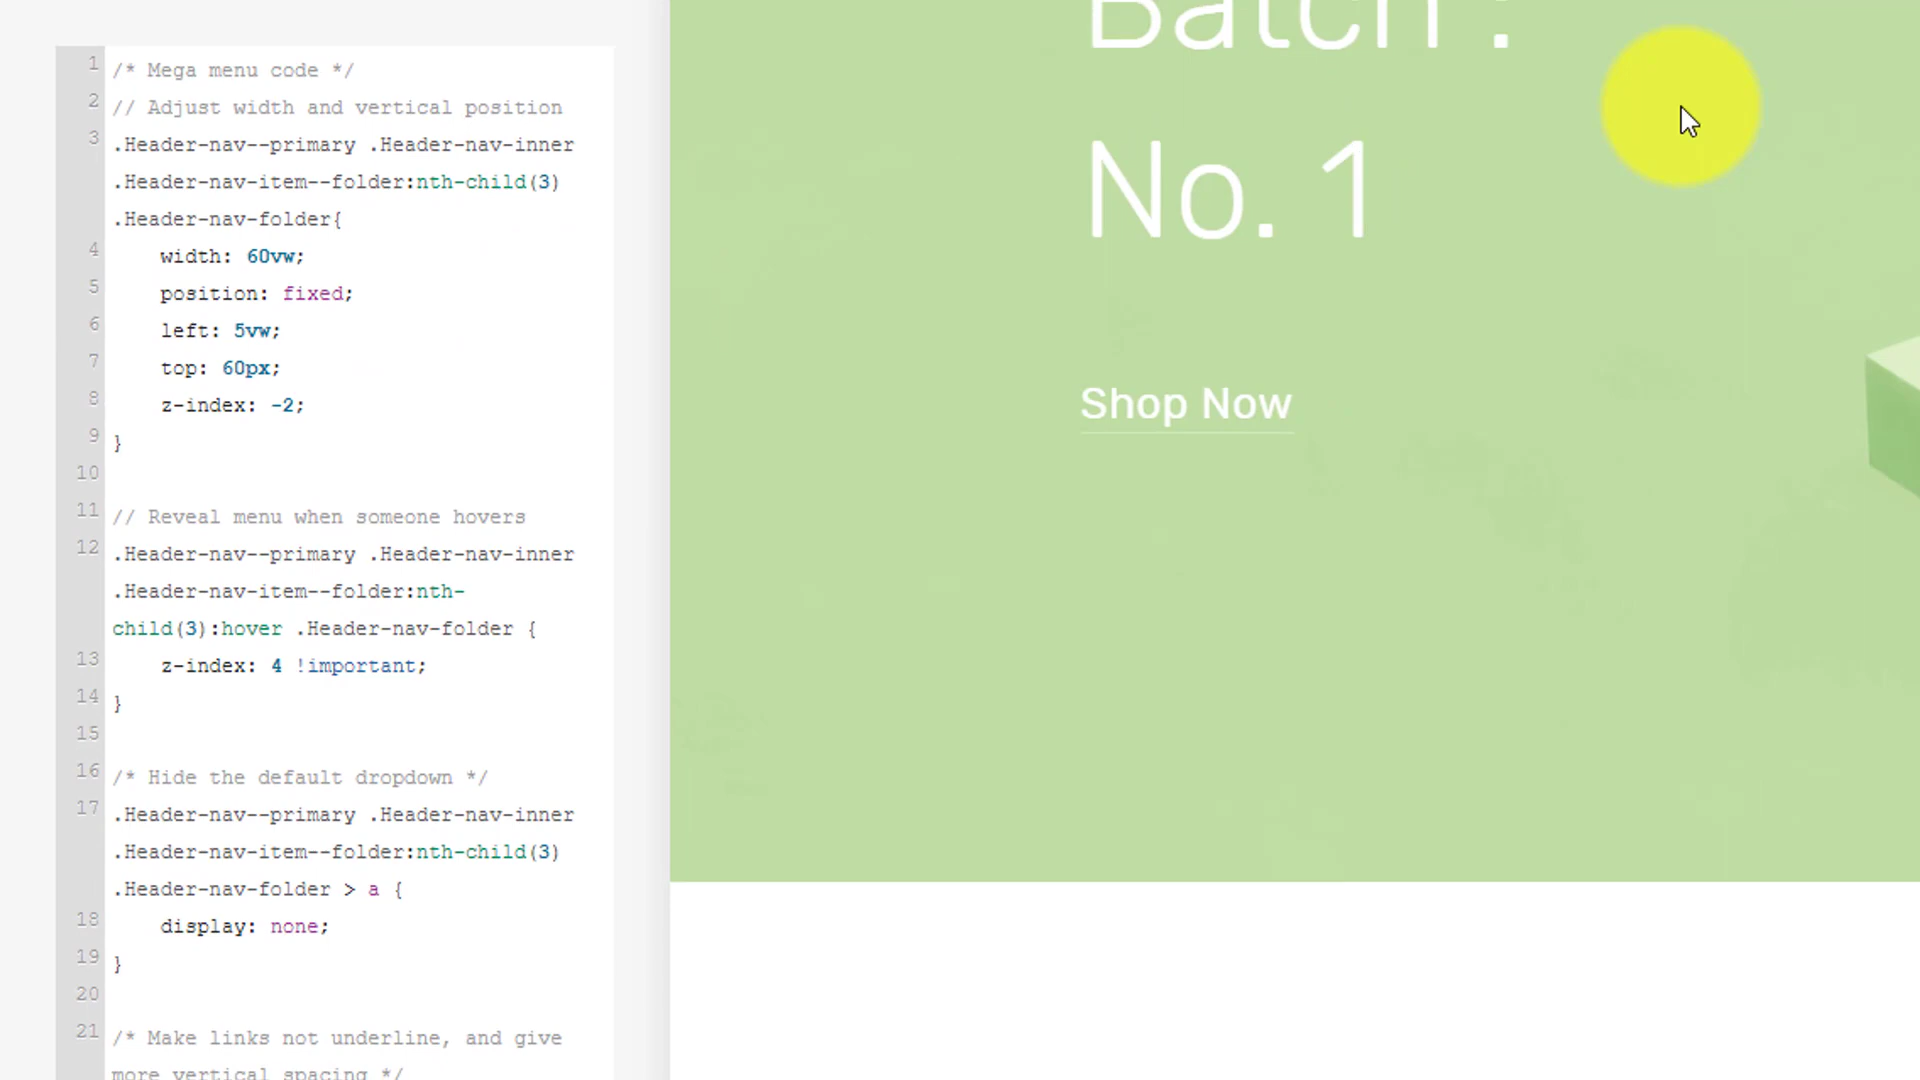 1 /* Mega menu code */
2 // Adjust width and vertical position
3 .Header-nav--primary .Header-nav-inner
.Header-nav-item--folder:nth-child(3)
.Header-nav-folder{
4 width: 60vw;
5 position: fixed;
6 left: 5vw;
7 top: 60px;
8 z-index: -2;
9 }
10
11 // Reveal menu when someone hovers
12 .Header-nav--primary .Header-nav-inner
.Header-nav-item--folder:nth-
child(3):hover .Header-nav-folder {
13 z-index: 4 !important;
14 }
15
16 /* Hide the default dropdown */
17 .Header-nav--primary .Header-nav-inner
.Header-nav-item--folder:nth-child(3)
.Header-nav-folder > a {
18 display: none;
19 }
20
21 /* Make links not underline, and give
more vertical spacing */
Batch :
No. 1
Shop Now